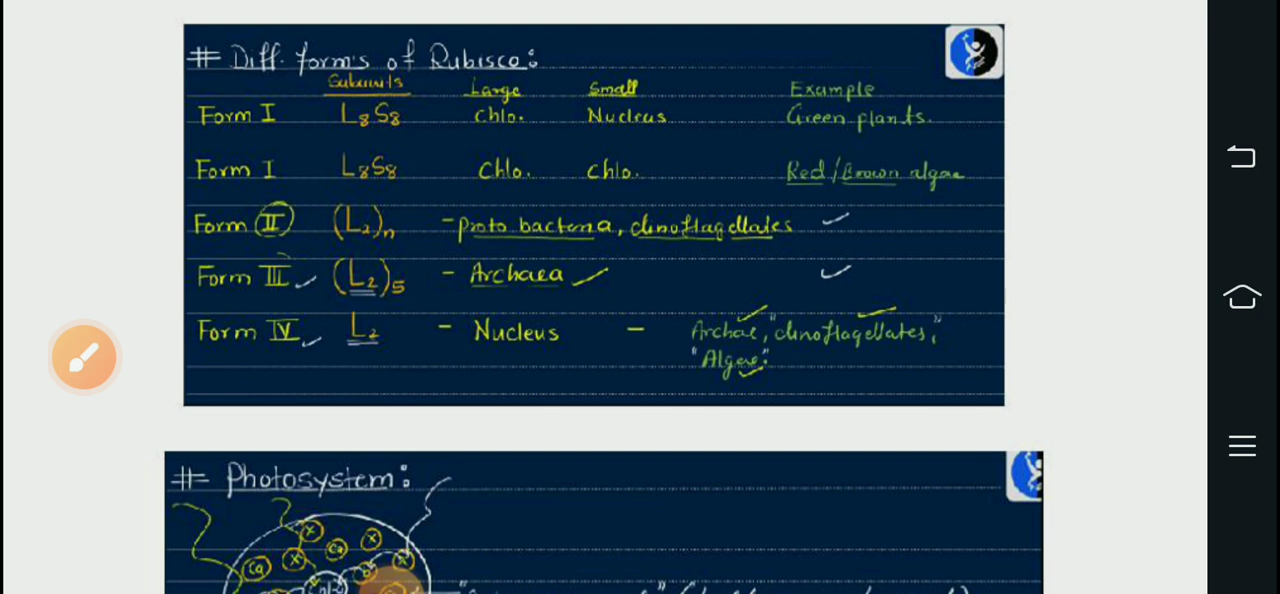 # Diff. forms of Rubisco:
Subunits Large Small Example
Form I L₈S₈ Chlo. Nucleus Green plants.
Form I L₈S₈ Chlo. Chlo. Red/Brown algae
Form II (L₂)n - Proto bacteria, dinoflagellates
Form III (L₂)₅ - Archaea
Form IV L₂ - Nucleus - Archae, "dinoflagellates,"
"Algae."
# Photosystem:
x
x
Ca
x
x
Ca